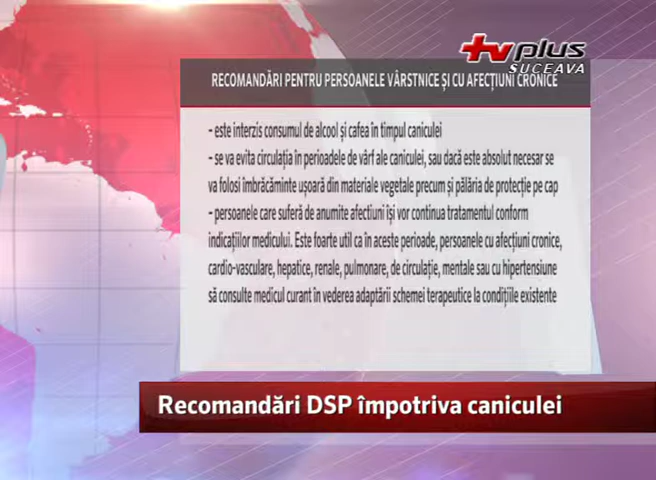 tvplus
SUCEAVA
RECOMANDĂRI PENTRU PERSOANELE VÂRSTNICE ȘI CU AFECȚIUNI CRONICE
- este interzis consumul de alcool și cafea în timpul caniculei
- se va evita circulația în perioadele de vârf ale caniculei, sau dacă este absolut necesar se
va folosi îmbrăcăminte ușoară din materiale vegetale precum și pălăria de protecție pe cap
- persoanele care suferă de anumite afectiuni își vor continua tratamentul conform
indicațiilor medicului. Este foarte util ca în aceste perioade, persoanele cu afecțiuni cronice,
cardio-vasculare, hepatice, renale, pulmonare, de circulație, mentale sau cu hipertensiune
să consulte medicul curant în vederea adaptării schemei terapeutice la condițiile existente
Recomandări DSP împotriva caniculei